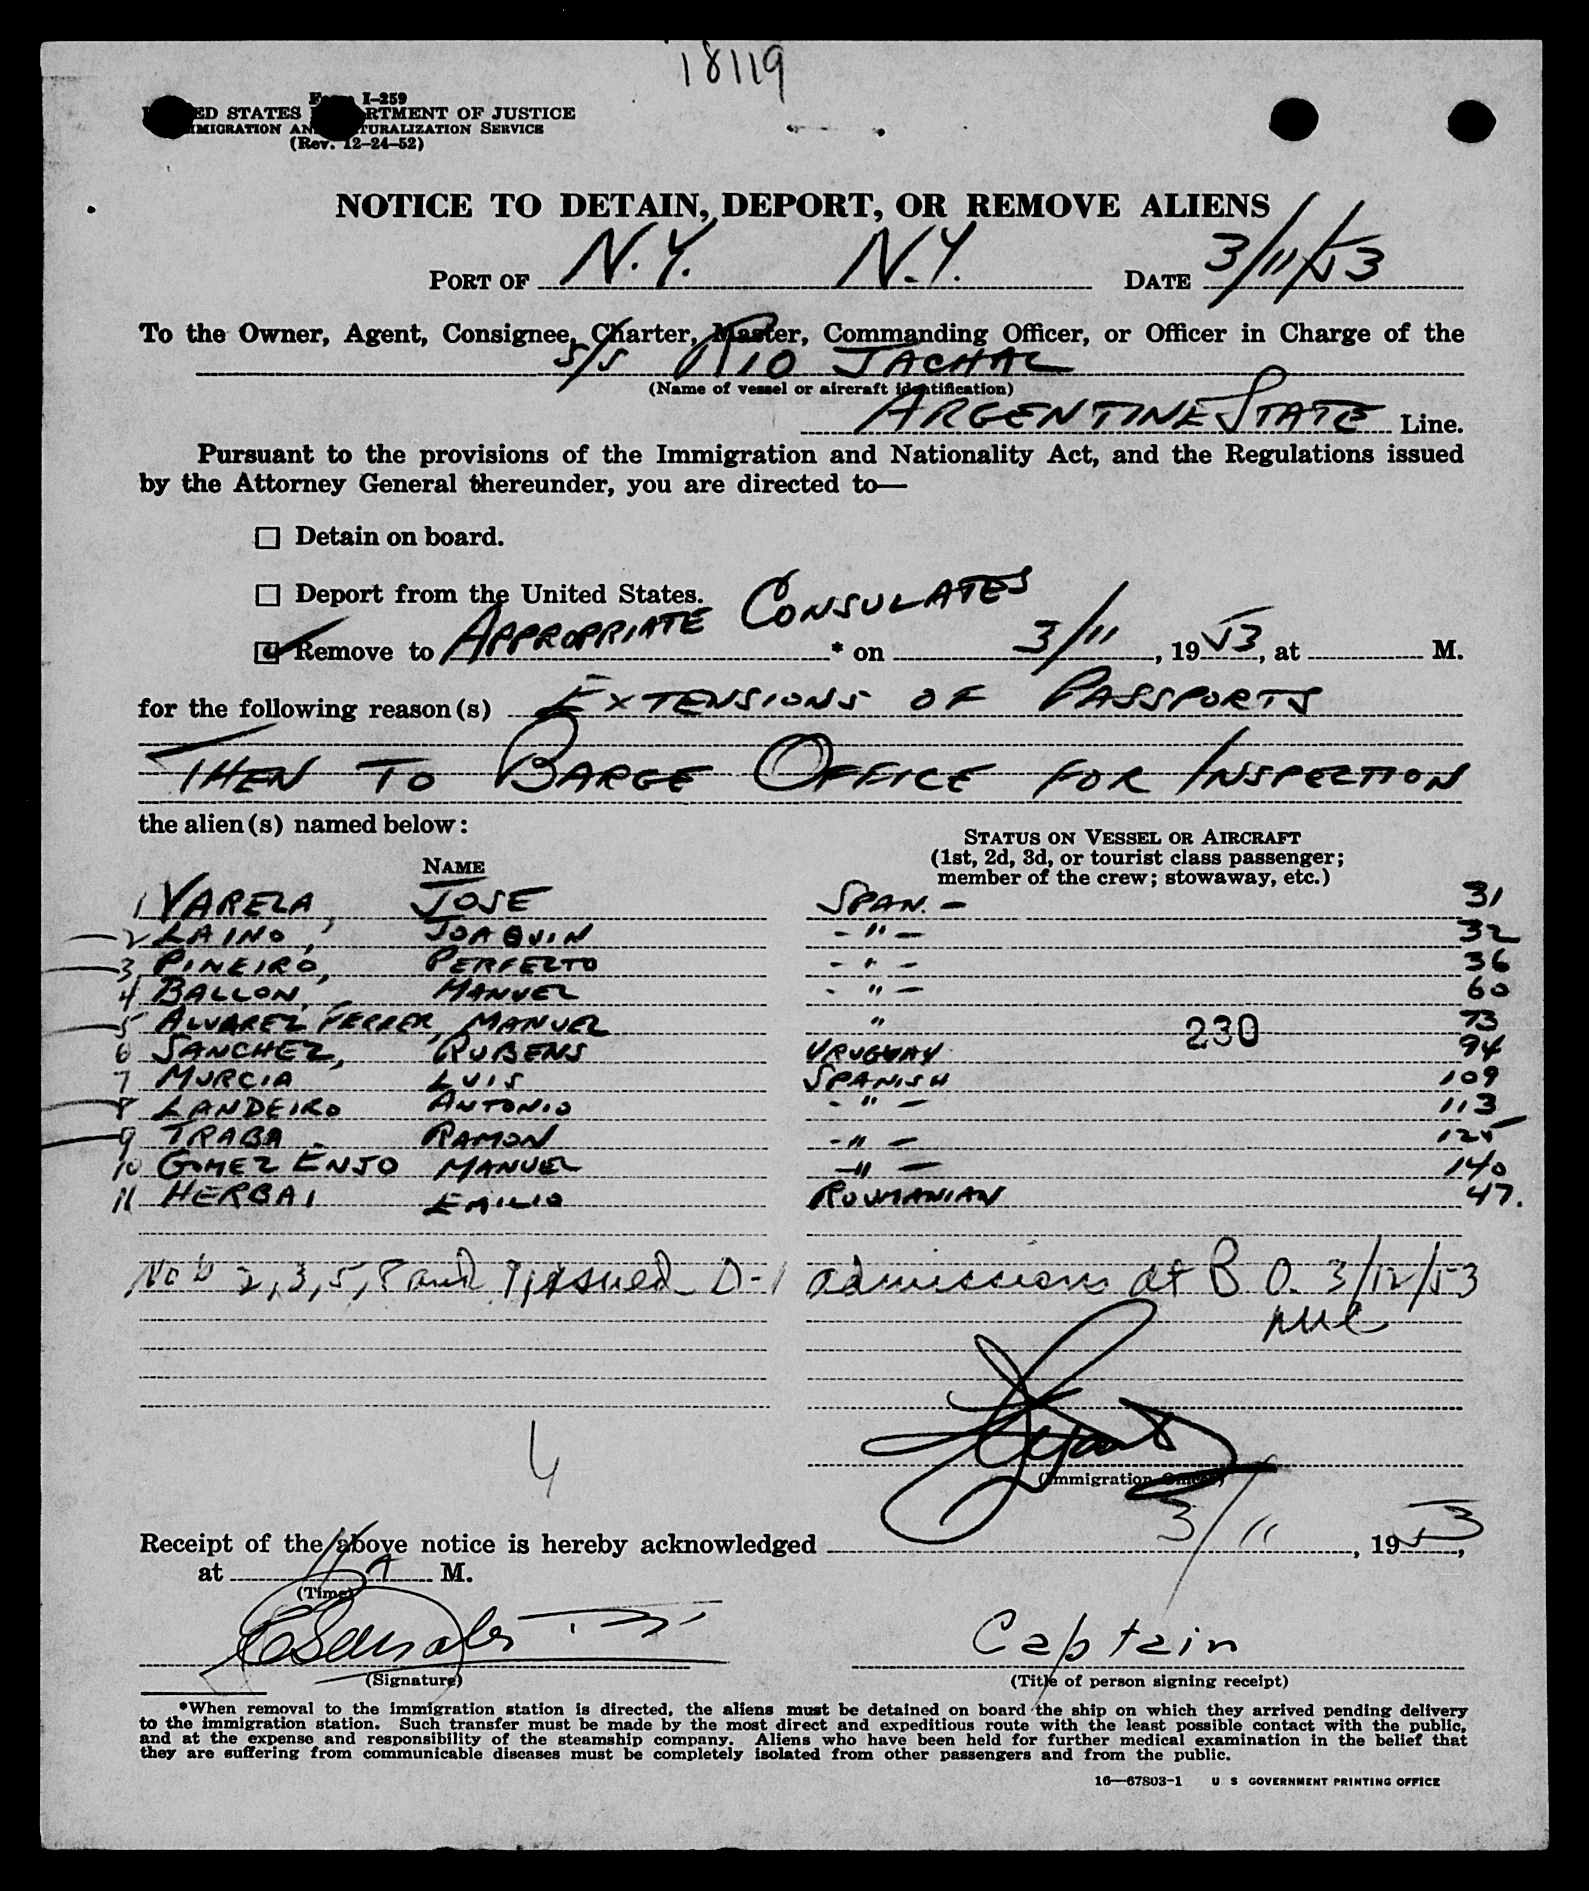 18119
Form I-259
UNITED STATES DEPARTMENT OF JUSTICE
IMMIGRATION AND NATURALIZATION SERVICE
(Rev. 12-24-52)
NOTICE TO DETAIN, DEPORT, OR REMOVE ALIENS
PORT OF N.Y. N.Y. DATE 3/11/53
To the Owner, Agent, Consignee, Charter, Master, Commanding Officer, or Officer in Charge of the
S/S RIO JACHAL
(Name of vessel or aircraft identification)
ARGENTINE STATE Line.
Pursuant to the provisions of the Immigration and Nationality Act, and the Regulations issued
by the Attorney General thereunder, you are directed to—
☐ Detain on board.
☐ Deport from the United States.
☑ Remove to APPROPRIATE CONSULATES * on 3/11, 1953, at M.
for the following reason(s) EXTENSIONS OF PASSPORTS
THEN TO BARGE OFFICE FOR INSPECTION
the alien(s) named below:
STATUS ON VESSEL OR AIRCRAFT
(1st, 2d, 3d, or tourist class passenger;
member of the crew; stowaway, etc.)
NAME
1 VARELA, JOSE SPAN. - 31
2 LAINO, JOAQUIN - " - 32
3 PINEIRO, PERFECTO - " - 36
4 BALLON, MANUEL - " - 60
5 ALVAREZ FERRER, MANUEL " 230 73
6 SANCHEZ, RUBENS URUGUAY 94
7 MURCIA LUIS SPANISH 109
8 LANDEIRO ANTONIO - " - 113
9 TRABA RAMON - " - 125
10 GOMEZ ENJO MANUEL - " - 140
11 HERBAI EMILIO ROUMANIAN 47.
No's 2, 3, 5, 8 and 9, issued D-1 admissions at B.O. 3/12/53
4
(Immigration Officer)
Receipt of the above notice is hereby acknowledged 3/11, 1953,
at 11 A M.
(Time)
Captain
(Signature) (Title of person signing receipt)
*When removal to the immigration station is directed, the aliens must be detained on board the ship on which they arrived pending delivery
to the immigration station. Such transfer must be made by the most direct and expeditious route with the least possible contact with the public,
and at the expense and responsibility of the steamship company. Aliens who have been held for further medical examination in the belief that
they are suffering from communicable diseases must be completely isolated from other passengers and from the public.
16—67803-1 U S GOVERNMENT PRINTING OFFICE